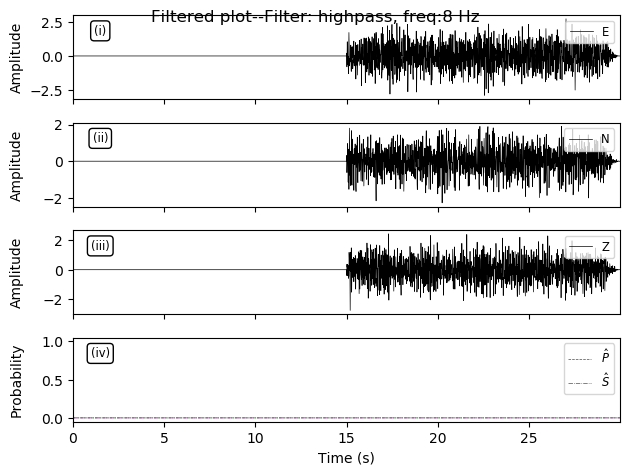 Filtered plot--Filter: highpass, freq:8 Hz
2.5
(i)
E
Amplitude
0.0
−2.5
2
(ii)
N
Amplitude
0
−2
2
(iii)
Z
Amplitude
0
−2
1.0
(iv)
P̂
Probability
0.5
Ŝ
0.0
0 5 10 15 20 25
Time (s)